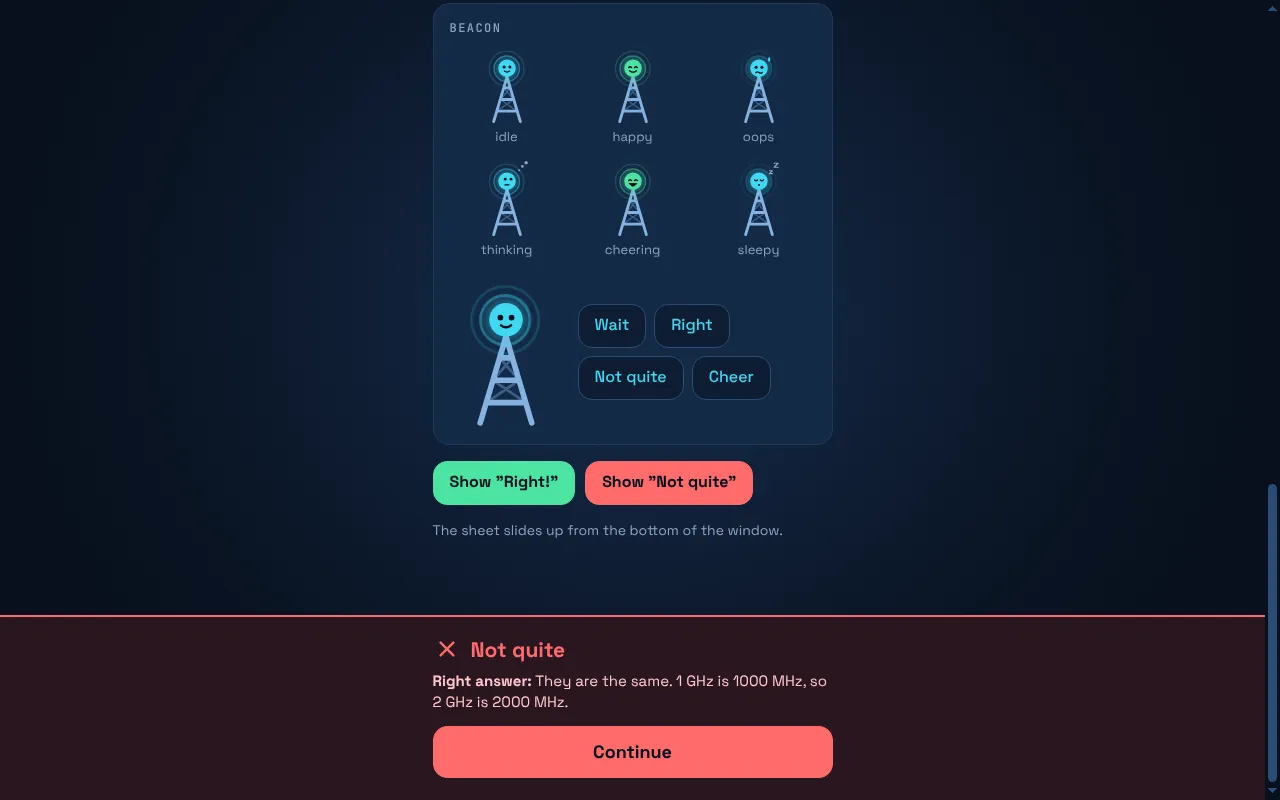 BEACON
idle
happy
oops
thinking
cheering
z
z
sleepy
Wait
Right
Not quite
Cheer
Show "Right!"
Show "Not quite"
The sheet slides up from the bottom of the window.
Not quite
Right answer: They are the same. 1 GHz is 1000 MHz, so
2 GHz is 2000 MHz.
Continue